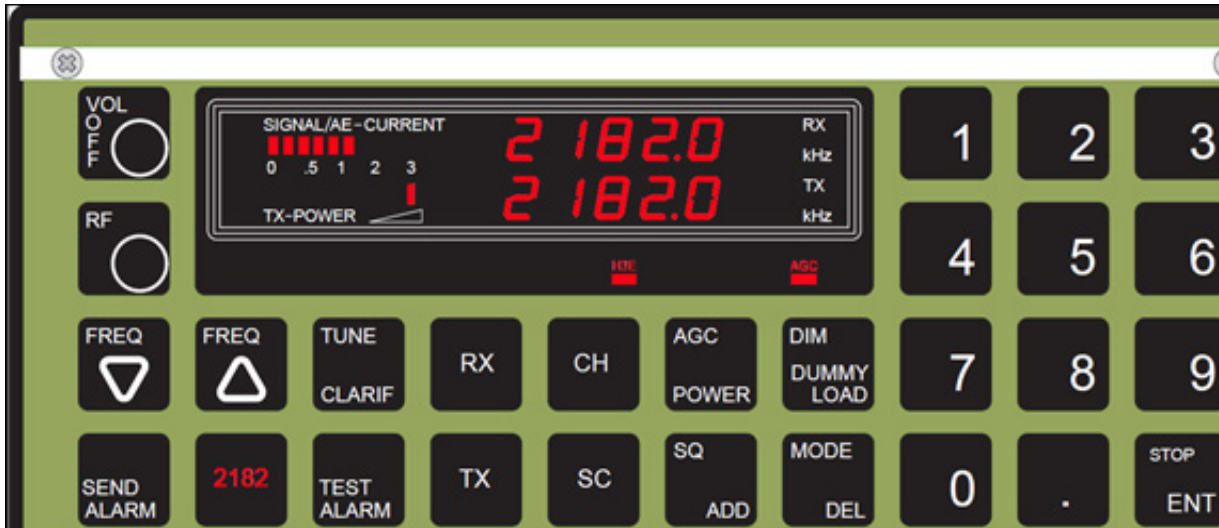 VOL
OFF
SIGNAL/AE-CURRENT
0 .5 1 2 3
TX-POWER
2182.0
RX
kHz
2182.0
TX
kHz
AGC
1
2
3
RF
4
5
6
FREQ
FREQ
TUNE
CLARIF
RX
CH
AGC
POWER
DIM
DUMMY
LOAD
7
8
9
SEND
ALARM
2182
TEST
ALARM
TX
SC
SQ
ADD
MODE
DEL
0
.
STOP
ENT